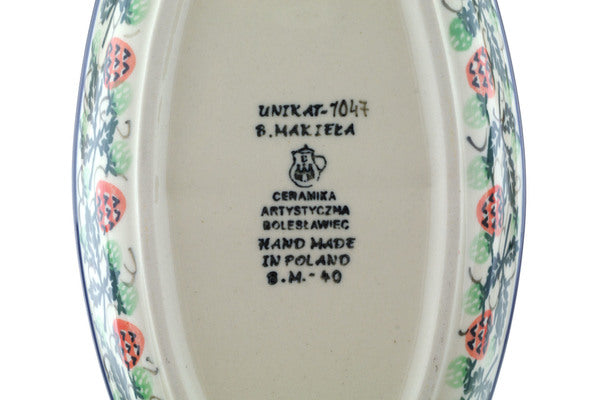 UNIKAT-1047
B.MAKIEŁA
CERAMIKA
ARTYSTYCZNA
BOLESŁAWIEC
HAND MADE
IN POLAND
B.M.-40